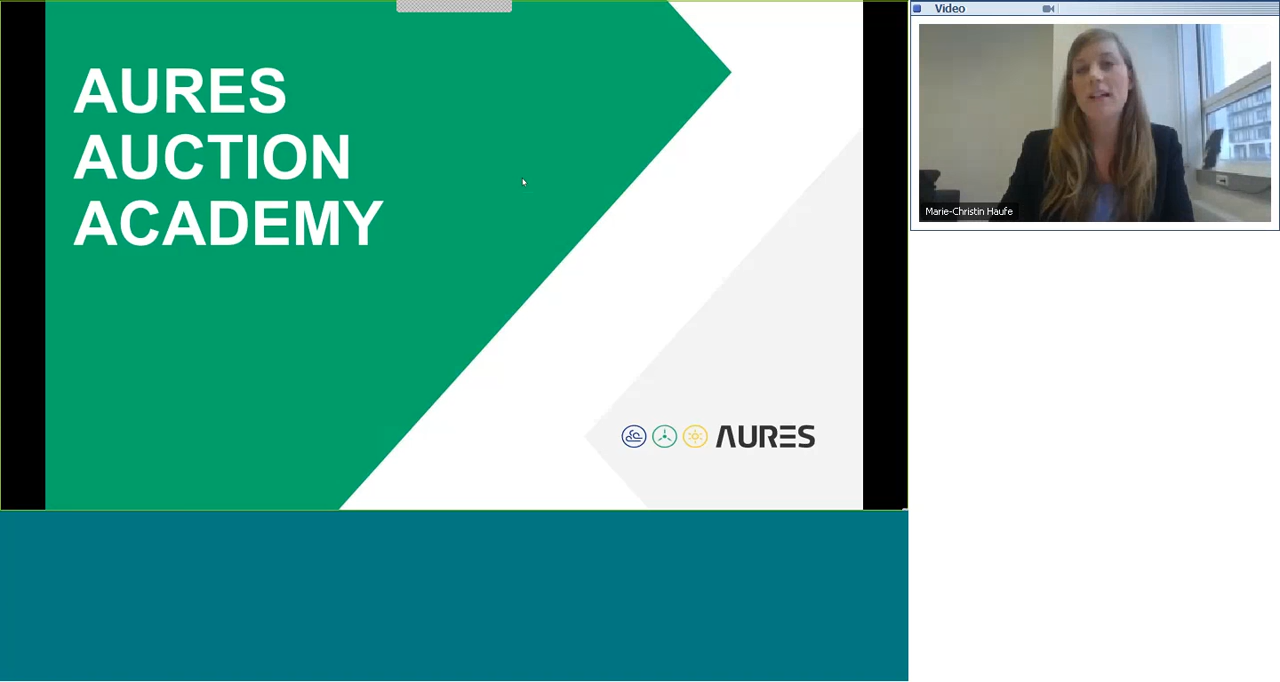 AURES
AUCTION
ACADEMY
AURES
Video
Marie-Christin Haufe